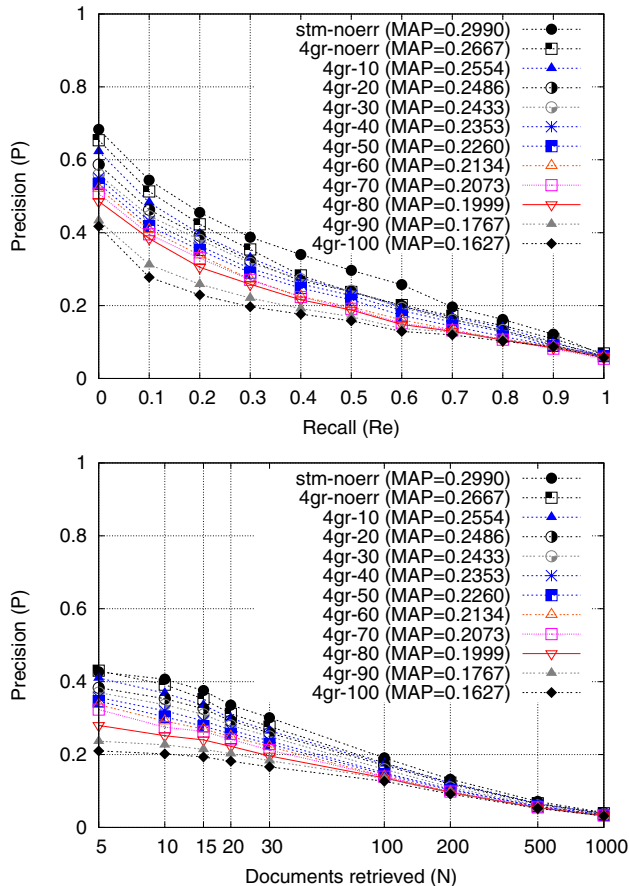 stm-noerr (MAP=0.2990)
4gr-noerr (MAP=0.2667)
4gr-10 (MAP=0.2554)
4gr-20 (MAP=0.2486)
4gr-30 (MAP=0.2433)
4gr-40 (MAP=0.2353)
4gr-50 (MAP=0.2260)
4gr-60 (MAP=0.2134)
4gr-70 (MAP=0.2073)
4gr-80 (MAP=0.1999)
4gr-90 (MAP=0.1767)
4gr-100 (MAP=0.1627)
Precision (P)
1
0.8
0.6
0.4
0.2
0
0 0.1 0.2 0.3 0.4 0.5 0.6 0.7 0.8 0.9 1
Recall (Re)
stm-noerr (MAP=0.2990)
4gr-noerr (MAP=0.2667)
4gr-10 (MAP=0.2554)
4gr-20 (MAP=0.2486)
4gr-30 (MAP=0.2433)
4gr-40 (MAP=0.2353)
4gr-50 (MAP=0.2260)
4gr-60 (MAP=0.2134)
4gr-70 (MAP=0.2073)
4gr-80 (MAP=0.1999)
4gr-90 (MAP=0.1767)
4gr-100 (MAP=0.1627)
Precision (P)
1
0.8
0.6
0.4
0.2
0
5 10 15 20 30 100 200 500 1000
Documents retrieved (N)